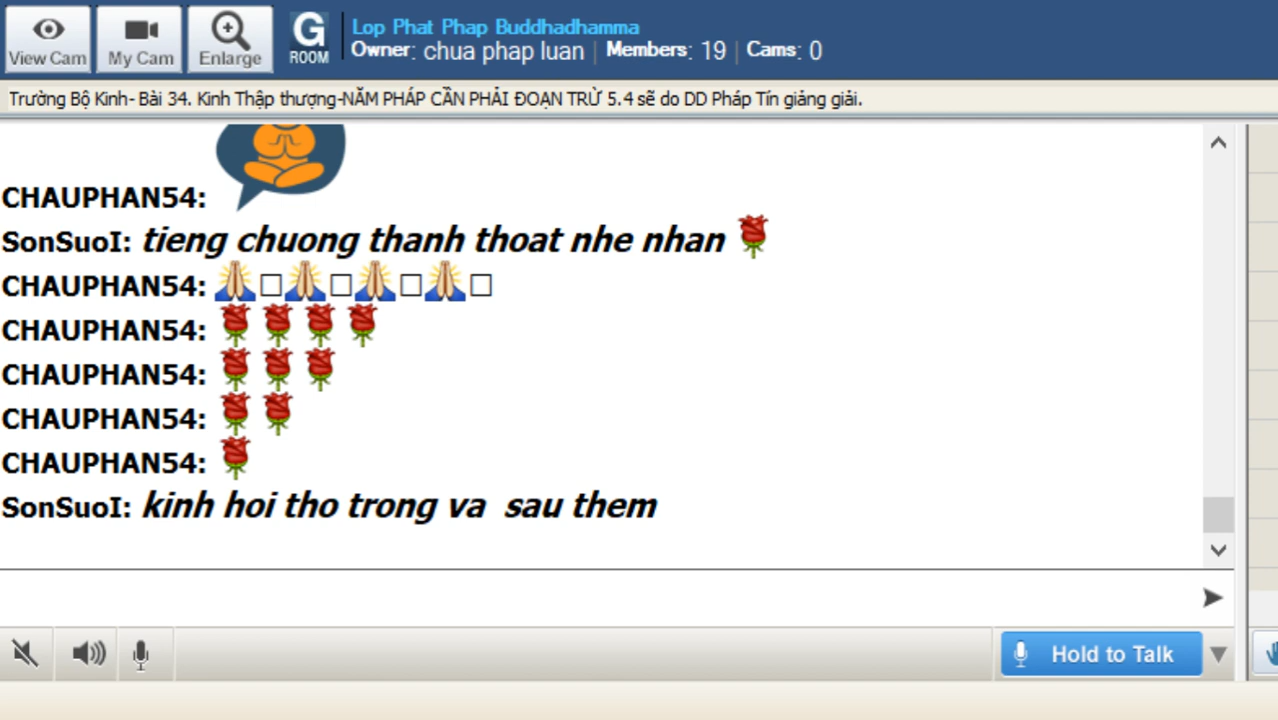 View Cam
My Cam
Enlarge
G
ROOM
Lop Phat Phap Buddhadhamma
Owner: chua phap luan | Members: 19 | Cams: 0
Trường Bộ Kinh- Bài 34. Kinh Thập thượng-NĂM PHÁP CẦN PHẢI ĐOẠN TRỪ 5.4 sẽ do DD Pháp Tín giảng giải.
CHAUPHAN54:
SonSuoI: tieng chuong thanh thoat nhe nhan
CHAUPHAN54:
CHAUPHAN54:
CHAUPHAN54:
CHAUPHAN54:
CHAUPHAN54:
SonSuoI: kinh hoi tho trong va sau them
Hold to Talk